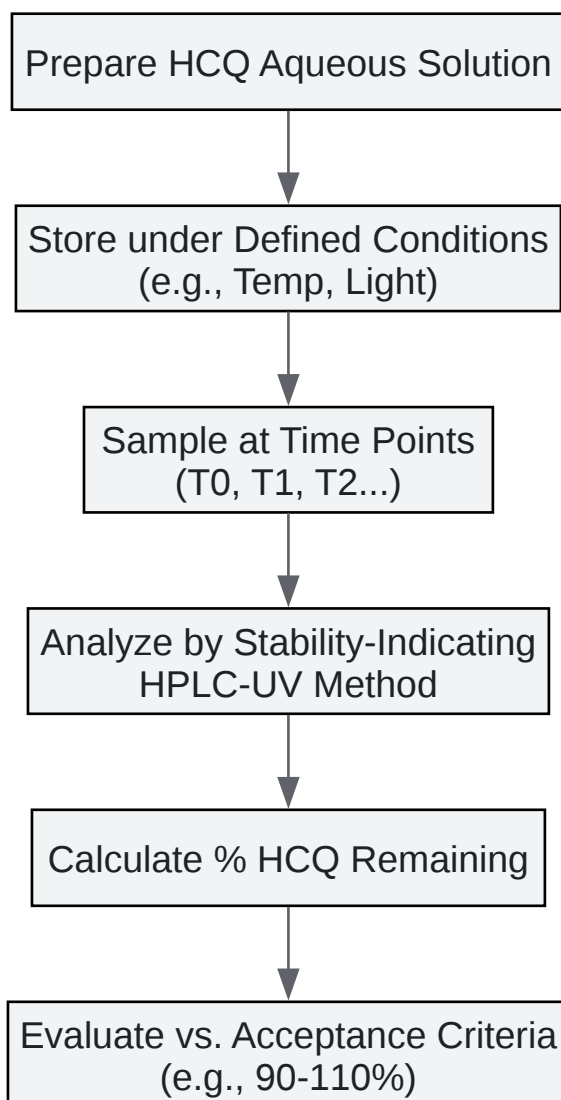 Prepare HCQ Aqueous Solution
Store under Defined Conditions
(e.g., Temp, Light)
Sample at Time Points
(T0, T1, T2...)
Analyze by Stability-Indicating
HPLC-UV Method
Calculate % HCQ Remaining
Evaluate vs. Acceptance Criteria
(e.g., 90-110%)